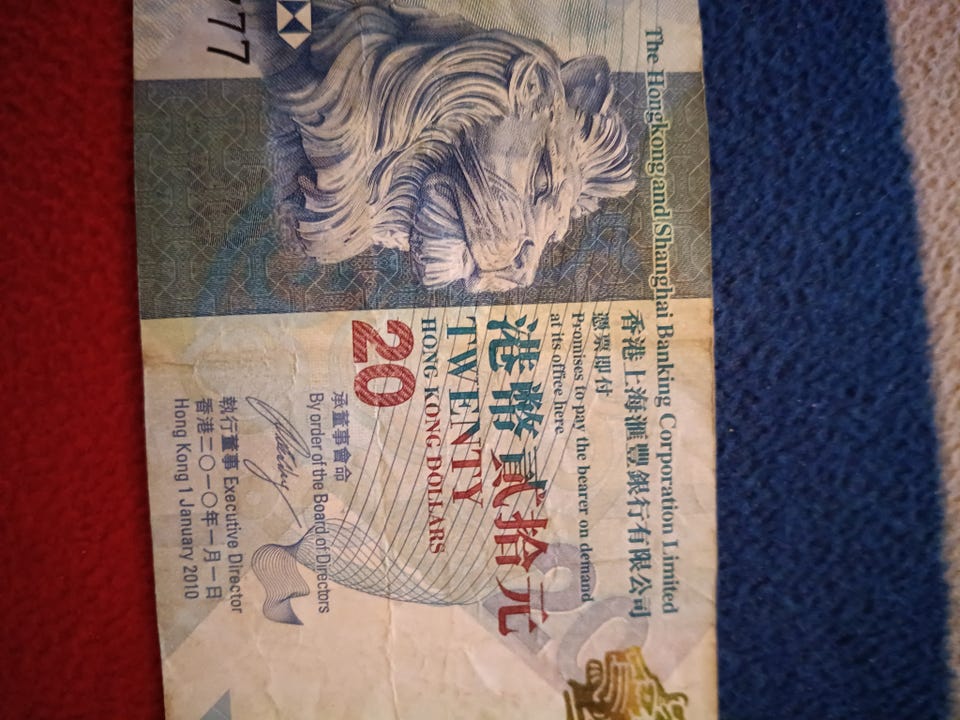 The Hongkong and Shanghai Banking Corporation Limited
香港上海滙豐銀行有限公司
憑票即付
Promises to pay the bearer on demand
at its office here
港幣貳拾元
TWENTY
HONG KONG DOLLARS
20
承董事會命
By order of the Board of Directors
執行董事 Executive Director
香港二〇一〇年一月一日
Hong Kong 1 January 2010
77